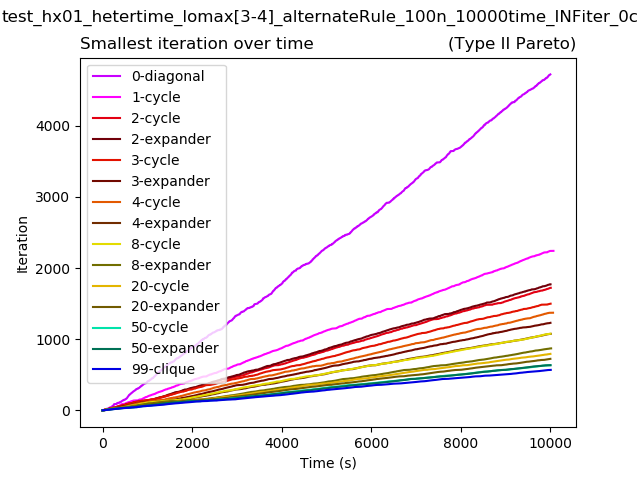 test_hx01_hetertime_lomax[3-4]_alternateRule_100n_10000time_INFiter_0c
Smallest iteration over time (Type II Pareto)
0-diagonal
1-cycle
2-cycle
2-expander
3-cycle
3-expander
4-cycle
4-expander
8-cycle
8-expander
20-cycle
20-expander
50-cycle
50-expander
99-clique
Iteration
4000
3000
2000
1000
0
0 2000 4000 6000 8000 10000
Time (s)